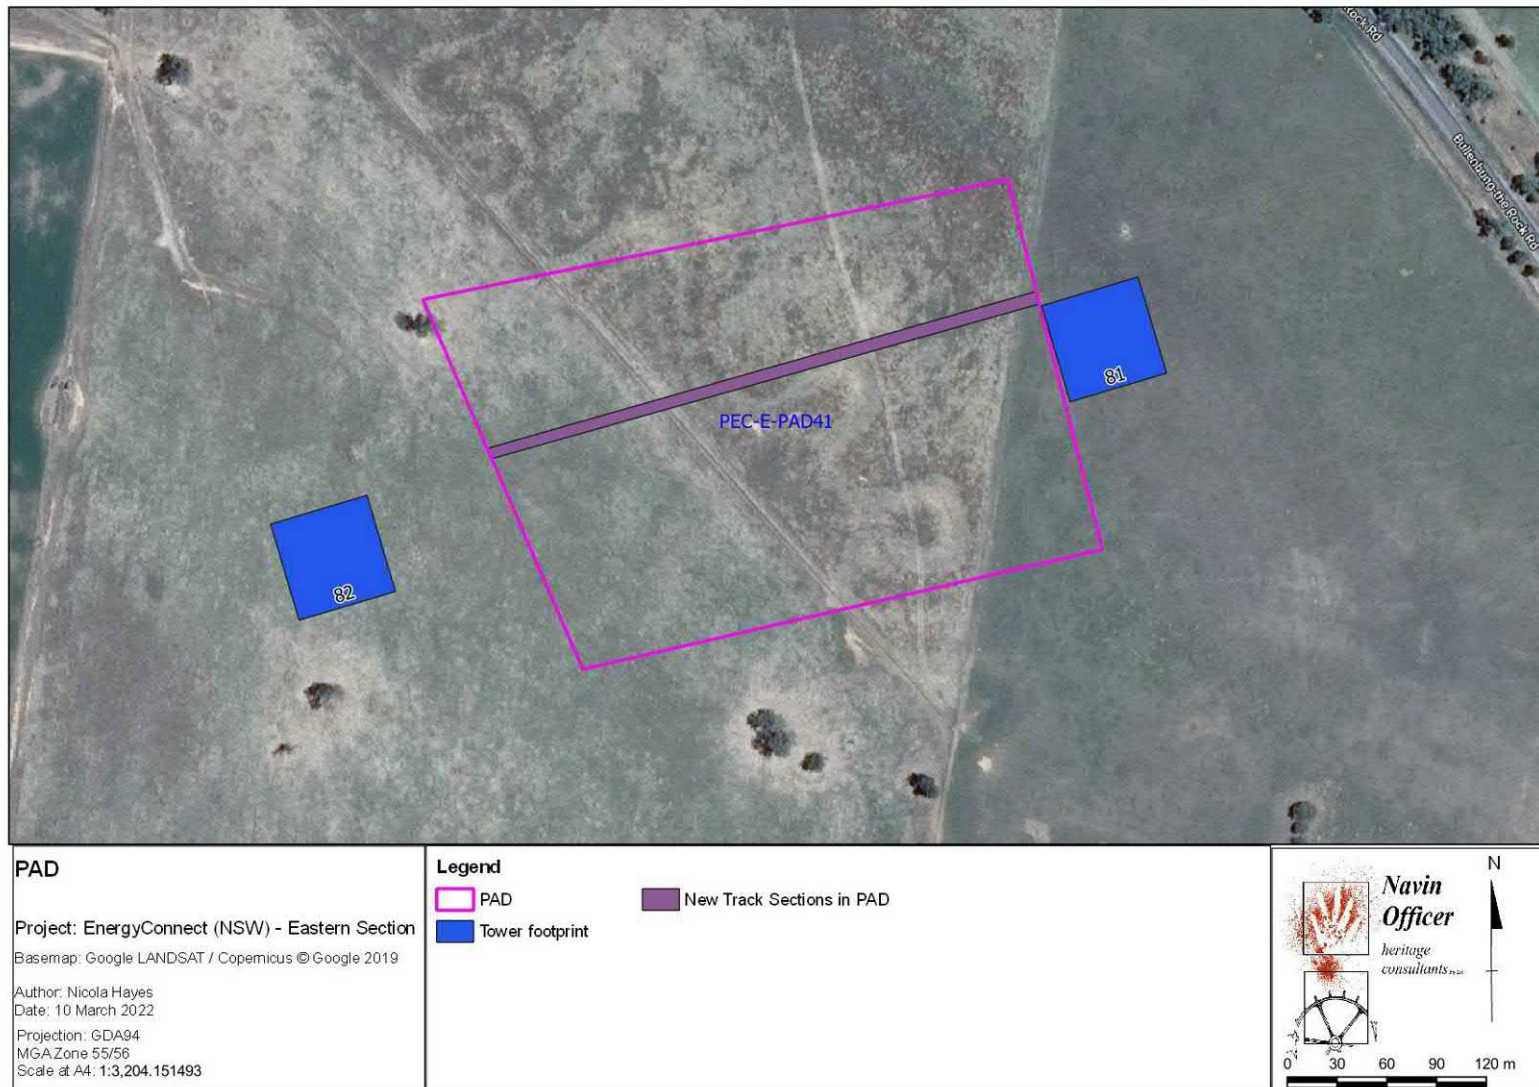 Rock Rd
Bullenbung-the Rock Rd
81
PEC-E-PAD41
82
PAD
Project: EnergyConnect (NSW) - Eastern Section
Basemap: Google LANDSAT / Copernicus © Google 2019
Author: Nicola Hayes
Date: 10 March 2022
Projection: GDA94
MGA Zone 55/56
Scale at A4: 1:3,204.151493
Legend
PAD
New Track Sections in PAD
Tower footprint
Navin
Officer
heritage
consultants
N
0 30 60 90 120 m